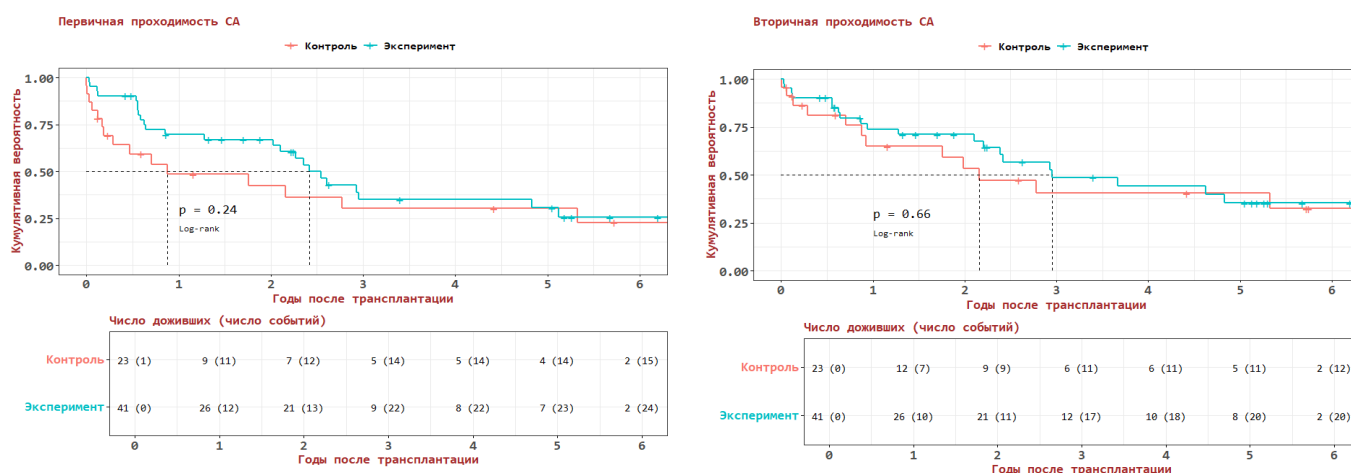 Первичная проходимость СА
Контроль Эксперимент
Кумулятивная вероятность
1.00
0.75
0.50
0.25
0.00
p = 0.24
Log-rank
0 1 2 3 4 5 6
Годы после трансплантации
Число доживших (число событий)
Контроль 23 (1) 9 (11) 7 (12) 5 (14) 5 (14) 4 (14) 2 (15)
Эксперимент 41 (0) 26 (12) 21 (13) 9 (22) 8 (22) 7 (23) 2 (24)
0 1 2 3 4 5 6
Годы после трансплантации
Вторичная проходимость СА
Контроль Эксперимент
Кумулятивная вероятность
1.00
0.75
0.50
0.25
0.00
p = 0.66
Log-rank
0 1 2 3 4 5 6
Годы после трансплантации
Число доживших (число событий)
Контроль 23 (0) 12 (7) 9 (9) 6 (11) 6 (11) 5 (11) 2 (12)
Эксперимент 41 (0) 26 (10) 21 (11) 12 (17) 10 (18) 8 (20) 2 (20)
0 1 2 3 4 5 6
Годы после трансплантации